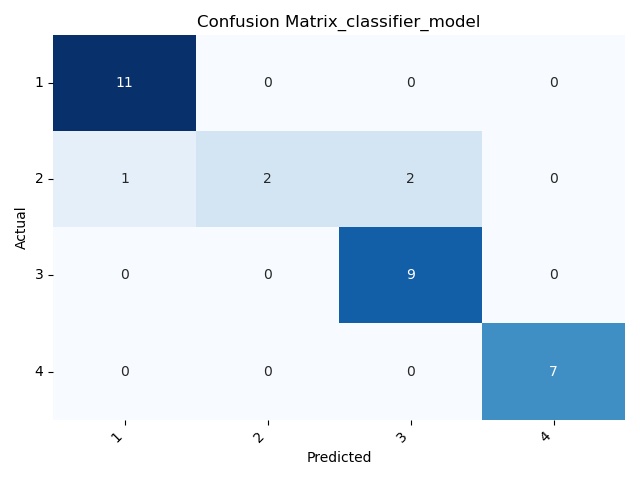 Confusion Matrix_classifier_model
1 11 0 0 0
2 1 2 2 0
Actual
3 0 0 9 0
4 0 0 0 7
1 2 3 4
Predicted